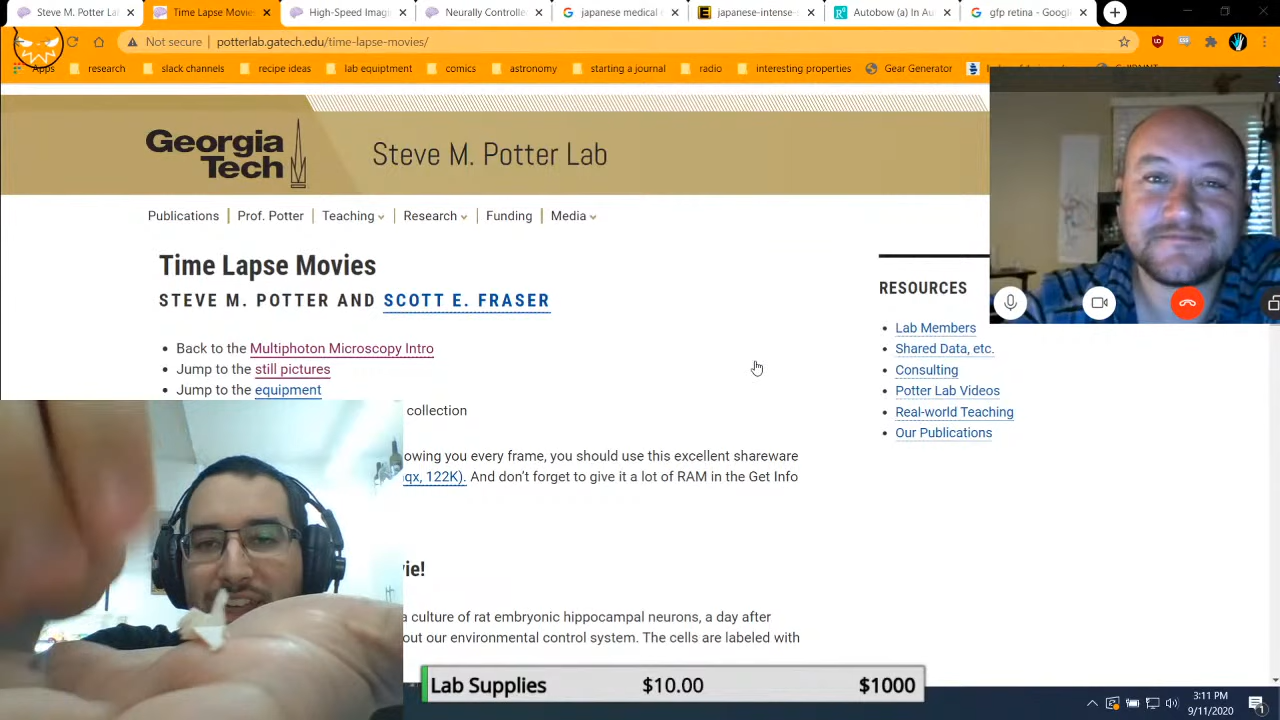 Steve M. Potter La
Time Lapse Movie
High-Speed Imag
Neurally Controlle
japanese medical e
japanese-intense-s
Autobow (a) In Au
gfp retina - Google
Not secure
potterlab.gatech.edu/time-lapse-movies/
Apps
research
slack channels
recipe ideas
lab equiptment
comics
astronomy
starting a journal
radio
interesting properties
Gear Generator
Georgia
Tech
Steve M. Potter Lab
Publications
Prof. Potter
Teaching
Research
Funding
Media
Time Lapse Movies
STEVE M. POTTER AND SCOTT E. FRASER
Back to the Multiphoton Microscopy Intro
Jump to the still pictures
Jump to the equipment
collection
owing you every frame, you should use this excellent shareware
qx, 122K). And don't forget to give it a lot of RAM in the Get Info
vie!
a culture of rat embryonic hippocampal neurons, a day after
out our environmental control system. The cells are labeled with
RESOURCES
Lab Members
Shared Data, etc.
Consulting
Potter Lab Videos
Real-world Teaching
Our Publications
Lab Supplies $10.00 $1000
3:11 PM
9/11/2020